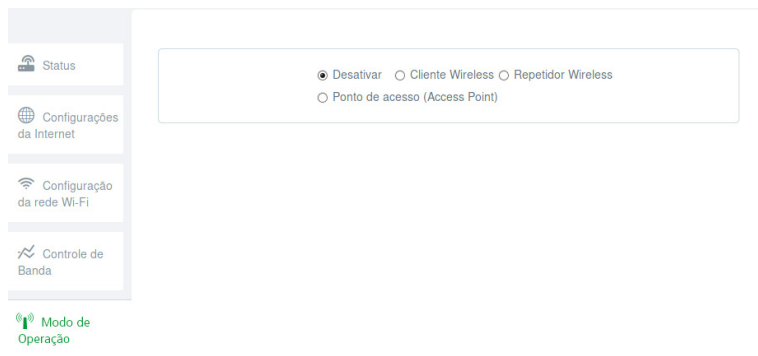 Status
Configurações
da Internet
Configuração
da rede Wi-Fi
Controle de
Banda
Modo de
Operação
Desativar Cliente Wireless Repetidor Wireless
Ponto de acesso (Access Point)